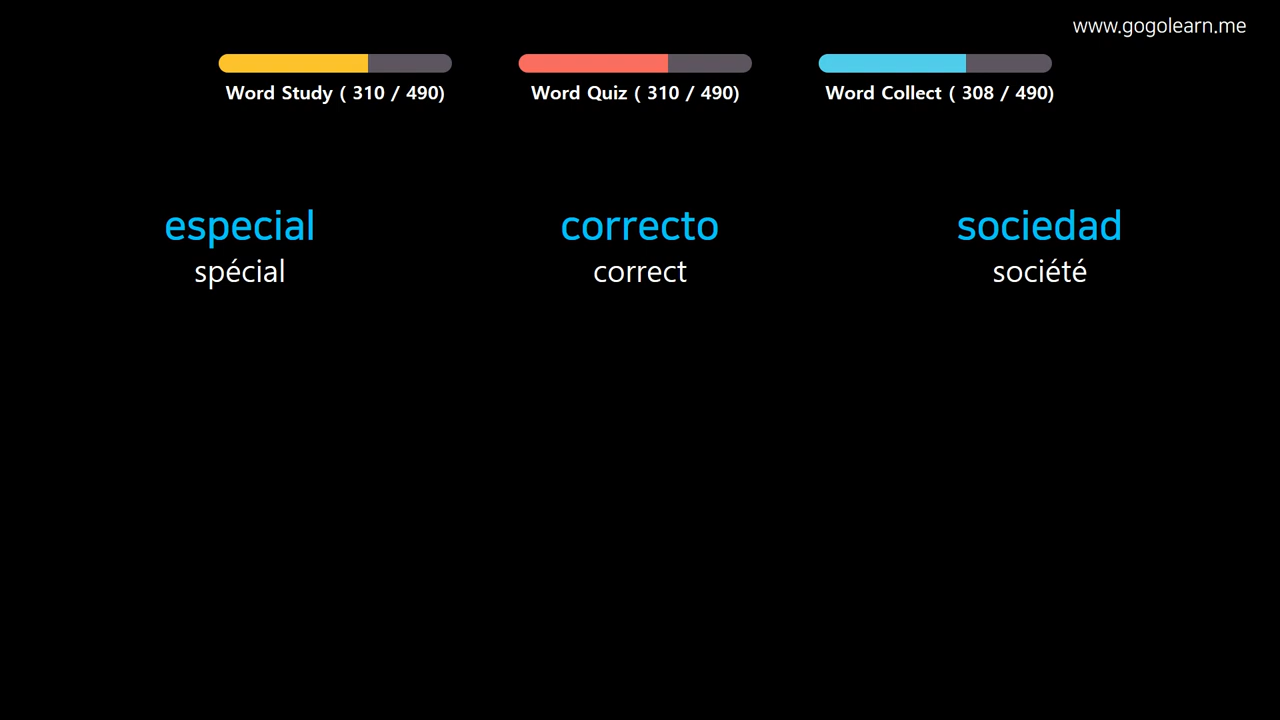 www.gogolearn.me
Word Study ( 310 / 490)
Word Quiz ( 310 / 490)
Word Collect ( 308 / 490)
especial
spécial
correcto
correct
sociedad
société